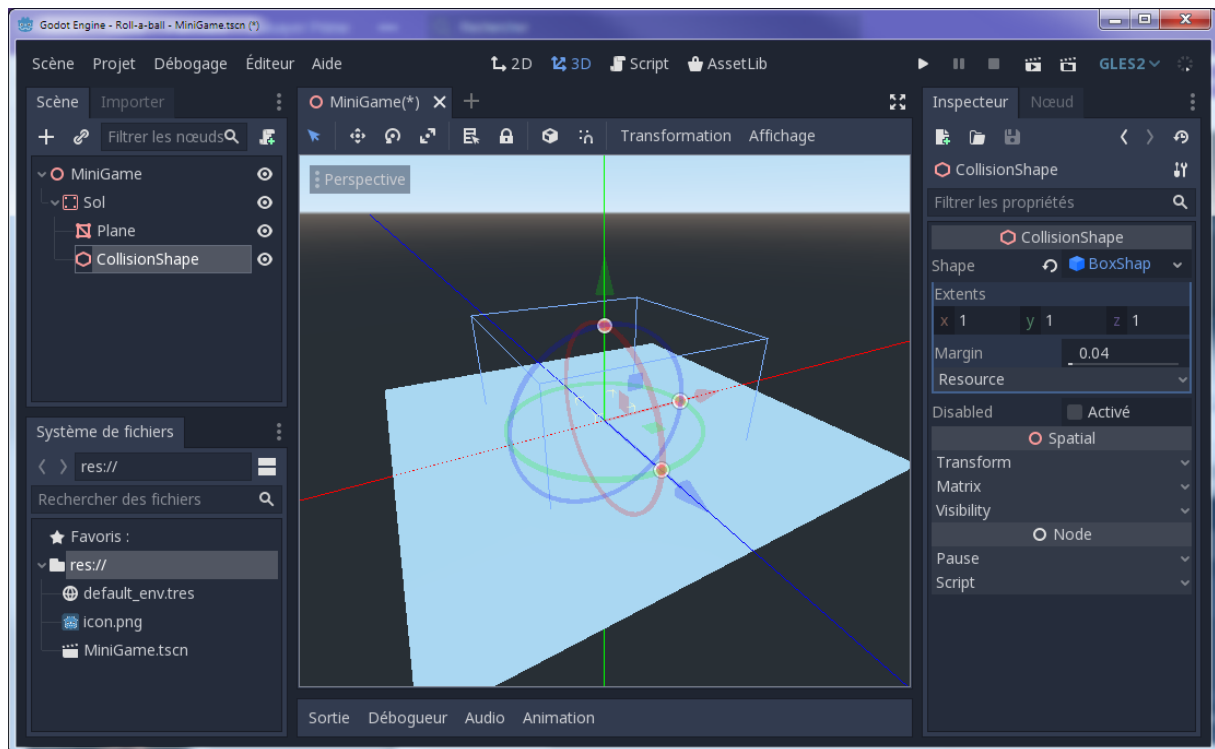 Godot Engine - Roll-a-ball - MiniGame.tscn (*)
Scène Projet Débogage Éditeur Aide
2D 3D Script AssetLib
GLES2
Scène Importer
Filtrer les nœuds
MiniGame
Sol
Plane
CollisionShape
Système de fichiers
res://
Rechercher des fichiers
Favoris :
res://
default_env.tres
icon.png
MiniGame.tscn
MiniGame(*)
Transformation Affichage
Perspective
Sortie Débogueur Audio Animation
Inspecteur Nœud
CollisionShape
Filtrer les propriétés
CollisionShape
Shape BoxShap
Extents
x 1 y 1 z 1
Margin 0.04
Resource
Disabled Activé
Spatial
Transform
Matrix
Visibility
Node
Pause
Script